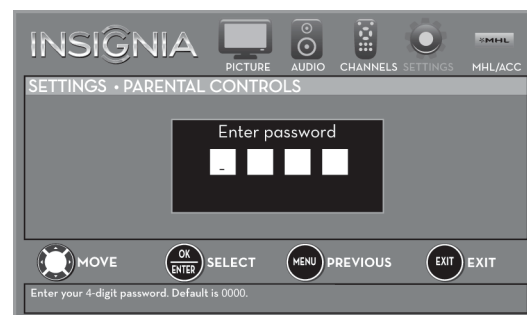 INSIGNIA
PICTURE AUDIO CHANNELS SETTINGS MHL/ACC
MHL
SETTINGS • PARENTAL CONTROLS
Enter password
-
MOVE OK ENTER SELECT MENU PREVIOUS EXIT EXIT
Enter your 4-digit password. Default is 0000.